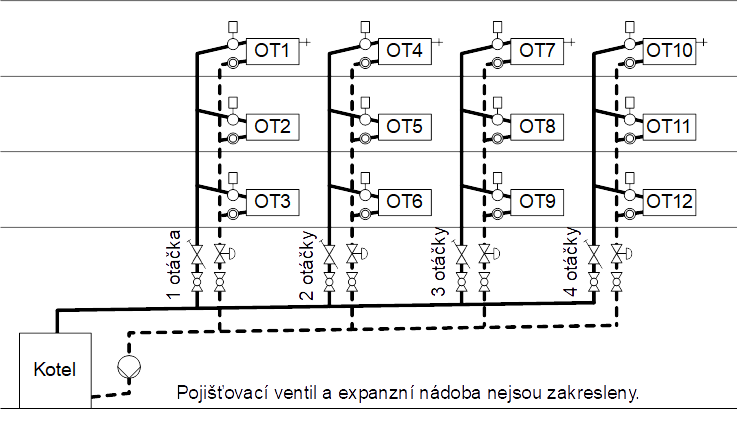 OT1 OT4 OT7 OT10
OT2 OT5 OT8 OT11
OT3 OT6 OT9 OT12
1 otáčka
2 otáčky
3 otáčky
4 otáčky
Kotel
Pojišťovací ventil a expanzní nádoba nejsou zakresleny.